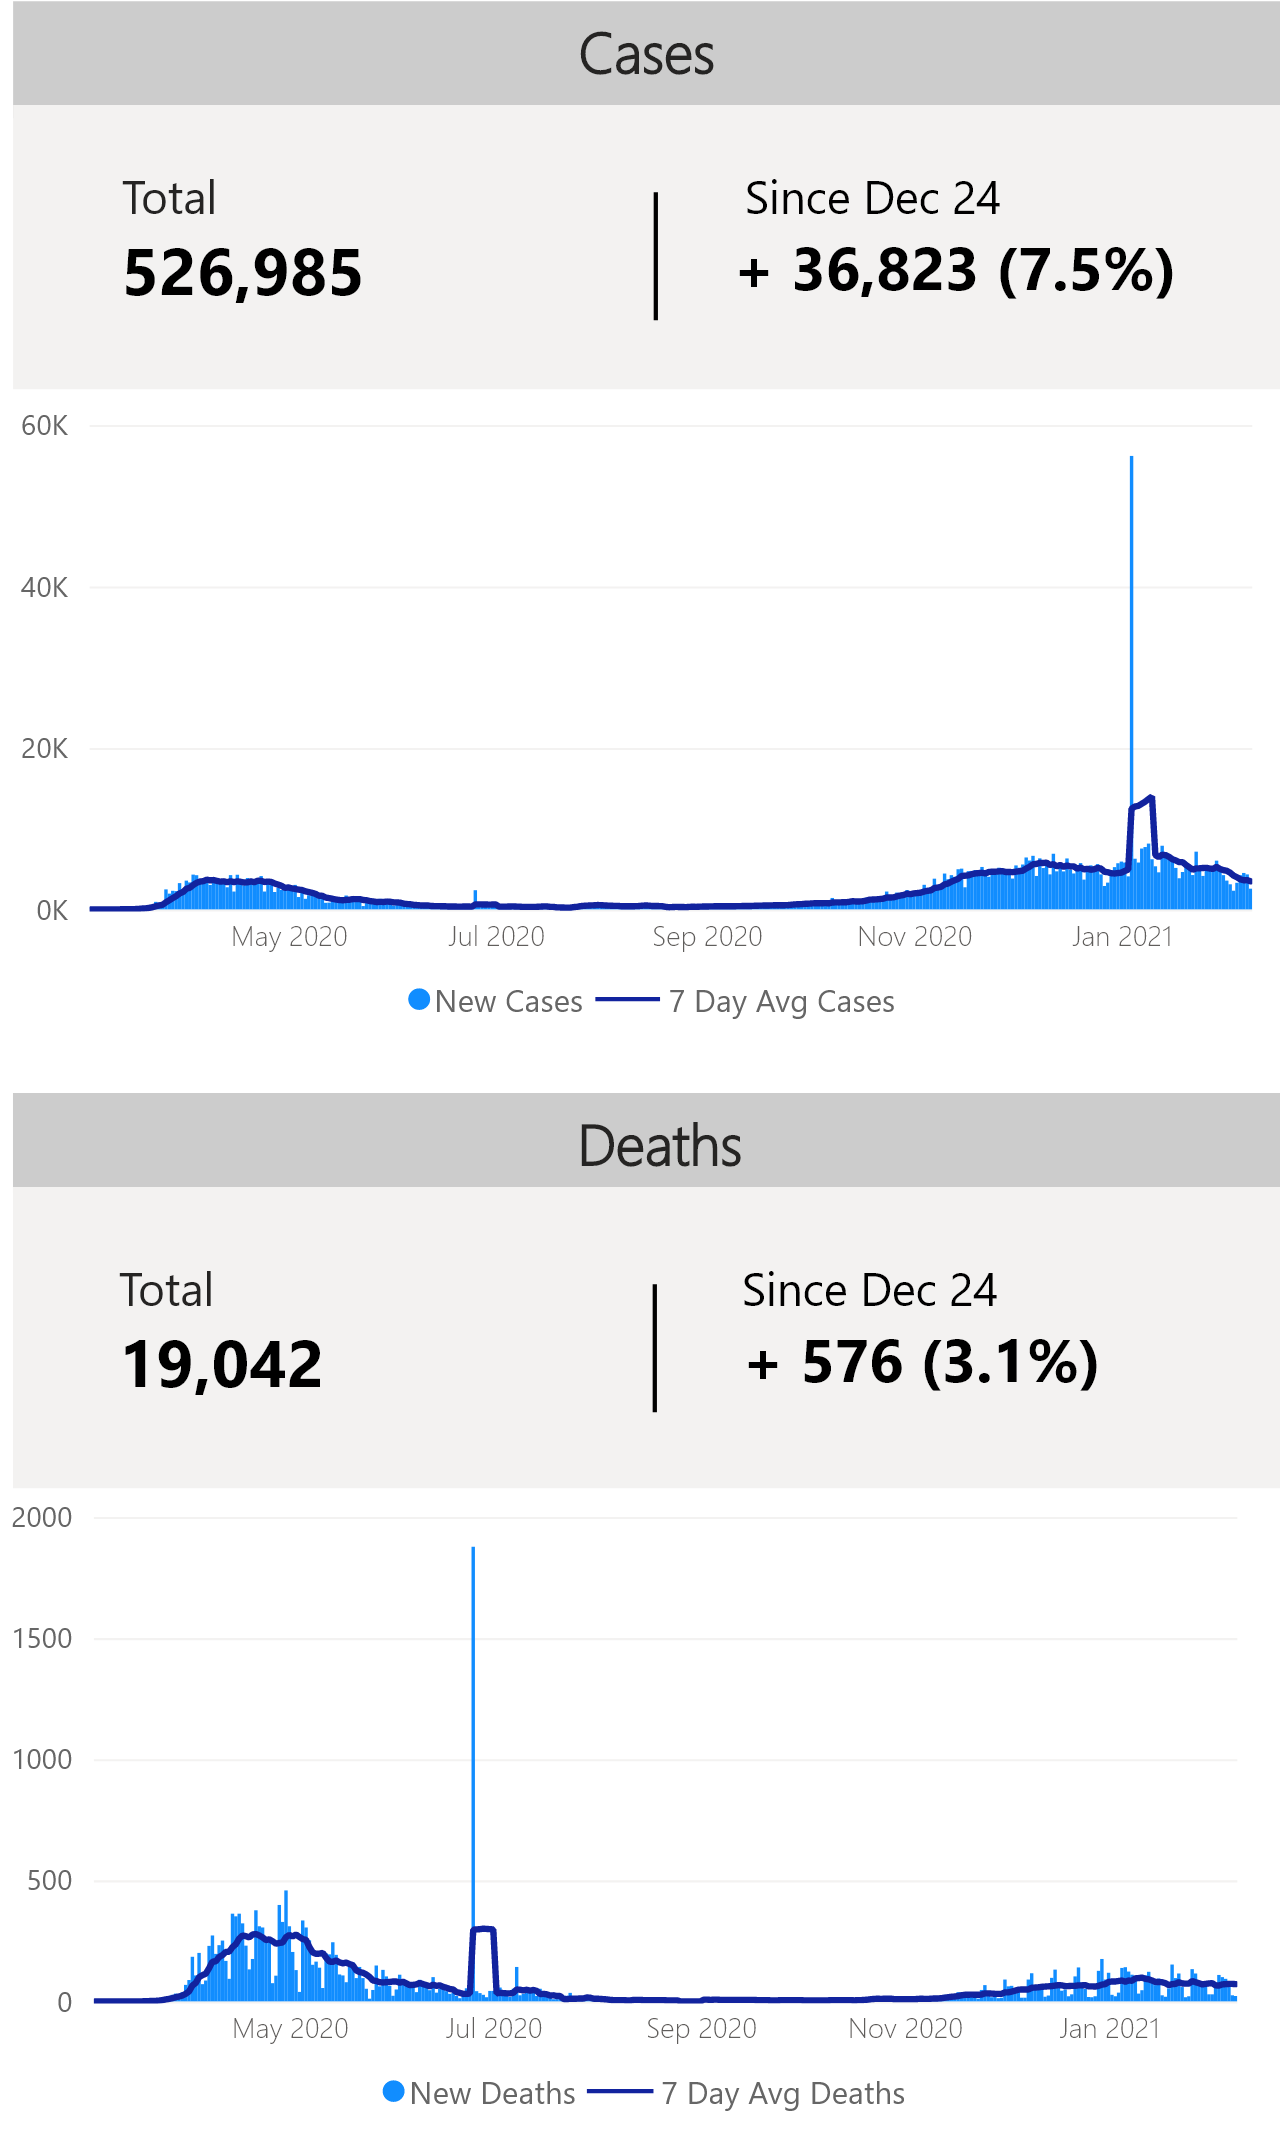 Cases
Total
Since Dec 24
526,985
+ 36,823 (7.5%)
60K
40K
20K
0K
May 2020
Jul 2020
Sep 2020
Nov 2020
Jan 2021
New Cases
7 Day Avg Cases
Deaths
Total
Since Dec 24
19,042
+ 576 (3.1%)
2000
1500
1000
500
0
May 2020
Jul 2020
Sep 2020
Nov 2020
Jan 2021
New Deaths
7 Day Avg Deaths